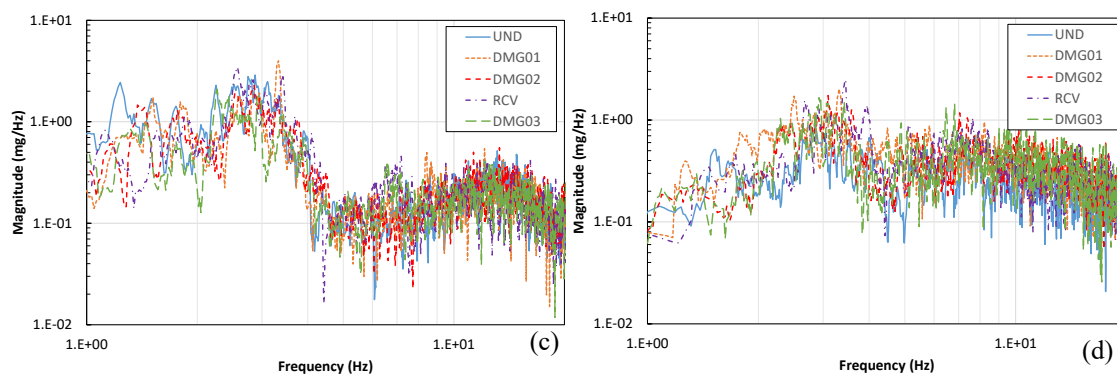 1.E+01
1.E+00
1.E-01
1.E-02
Magnitude (mg/Hz)
UND
DMG01
DMG02
RCV
DMG03
1.E+00
1.E+01
Frequency (Hz)
(c)
1.E+01
1.E+00
1.E-01
1.E-02
Magnitude (mg/Hz)
UND
DMG01
DMG02
RCV
DMG03
1.E+00
1.E+01
Frequency (Hz)
(d)